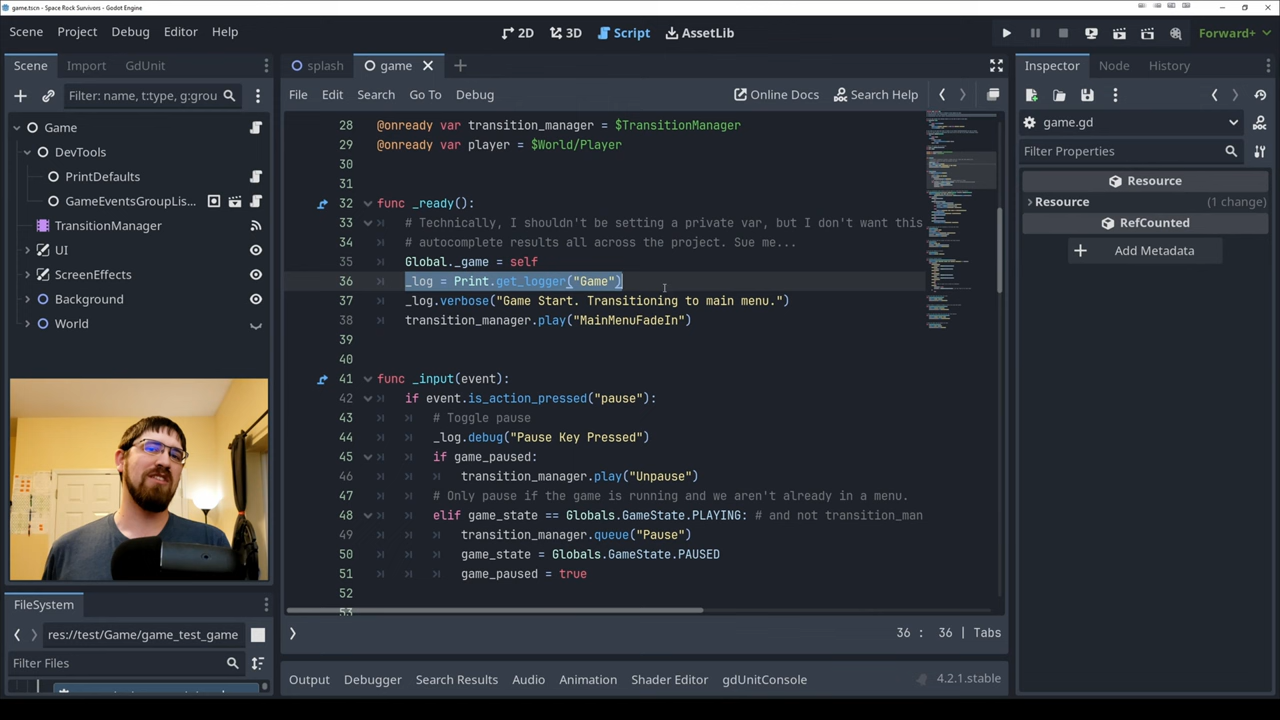 game.tscn - Space Rock Survivors - Godot Engine
Scene Project Debug Editor Help
2D 3D Script AssetLib
Forward+
Scene Import GdUnit
Filter: name, t:type, g:grou
Game
DevTools
PrintDefaults
GameEventsGroupLis...
TransitionManager
UI
ScreenEffects
Background
World
FileSystem
res://test/Game/game_test_game
Filter Files
splash game
File Edit Search Go To Debug
Online Docs Search Help
28 @onready var transition_manager = $TransitionManager
29 @onready var player = $World/Player
30
31
32 func _ready():
33 # Technically, I shouldn't be setting a private var, but I don't want this
34 # autocomplete results all across the project. Sue me...
35 Global._game = self
36 _log = Print.get_logger("Game")
37 _log.verbose("Game Start. Transitioning to main menu.")
38 transition_manager.play("MainMenuFadeIn")
39
40
41 func _input(event):
42 if event.is_action_pressed("pause"):
43 # Toggle pause
44 _log.debug("Pause Key Pressed")
45 if game_paused:
46 transition_manager.play("Unpause")
47 # Only pause if the game is running and we aren't already in a menu.
48 elif game_state == Globals.GameState.PLAYING: # and not transition_man
49 transition_manager.queue("Pause")
50 game_state = Globals.GameState.PAUSED
51 game_paused = true
52
53
36 : 36 | Tabs
Output Debugger Search Results Audio Animation Shader Editor gdUnitConsole
4.2.1.stable
Inspector Node History
game.gd
Filter Properties
Resource
Resource (1 change)
RefCounted
Add Metadata